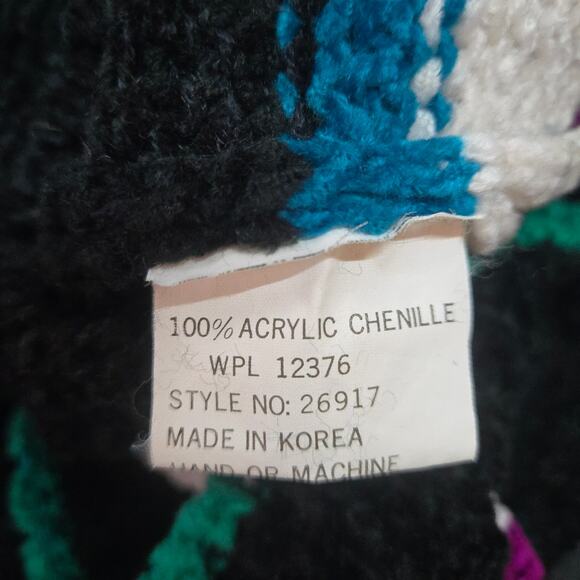 100% ACRYLIC CHENILLE
WPL 12376
STYLE NO: 26917
MADE IN KOREA
HAND OR MACHINE